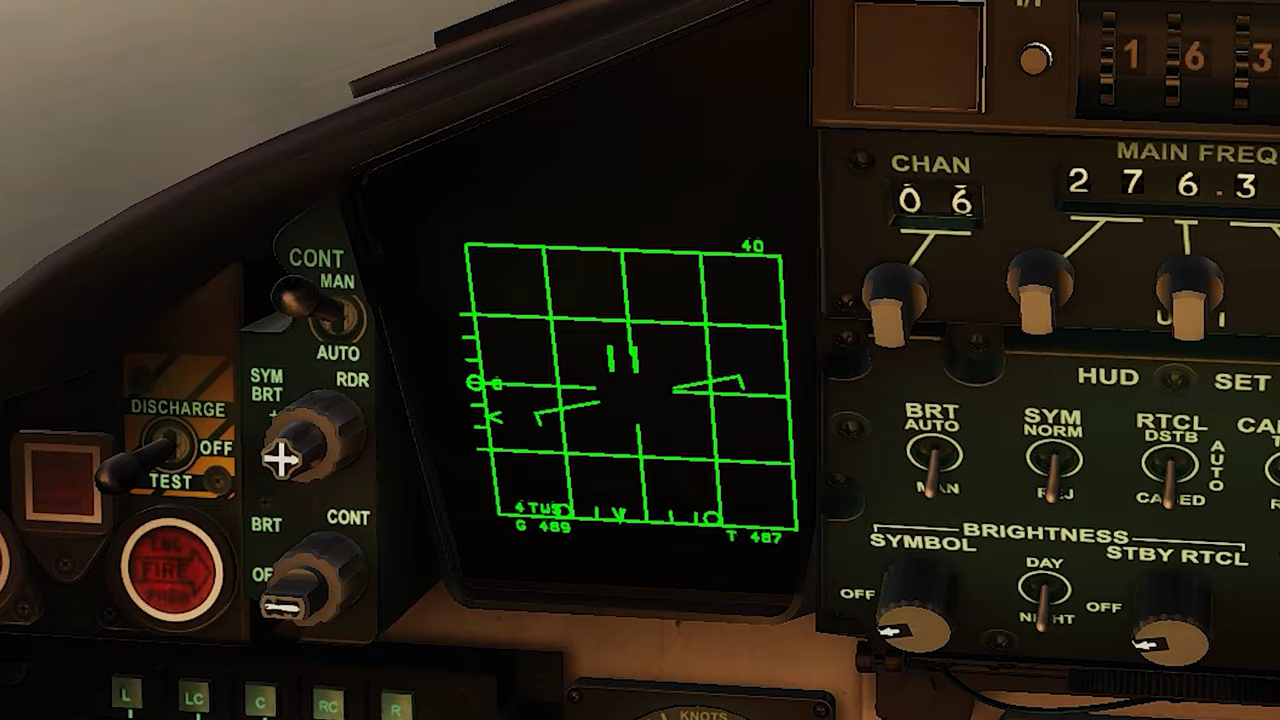 1 6 3
CHAN
0 6
MAIN FREQ
2 7 6 . 3
CONT
MAN
AUTO
SYM
BRT
RDR
DISCHARGE
OFF
TEST
BRT
CONT
40
4TWS
G 489
T 487
HUD
SET
BRT
AUTO
MAN
SYM
NORM
REJ
RTCL
DSTB
AUTO
CAGED
BRIGHTNESS
SYMBOL
STBY RTCL
DAY
NIGHT
OFF
OFF
FIRE
L
LC
C
RC
R
KNOTS